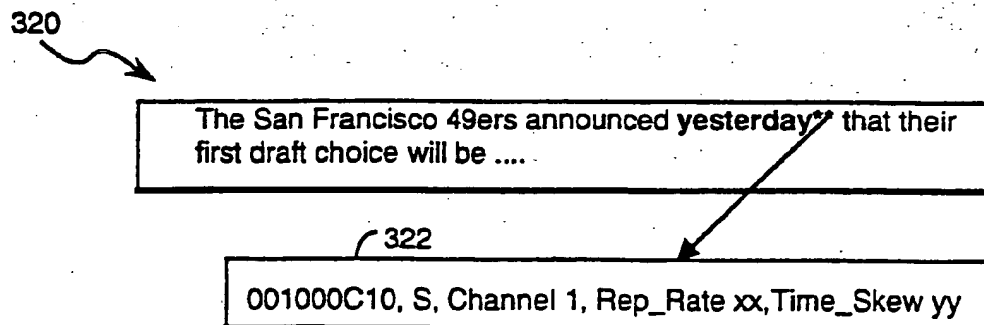 320
The San Francisco 49ers announced yesterday** that their
first draft choice will be ....
322
001000C10, S, Channel 1, Rep_Rate xx,Time_Skew yy